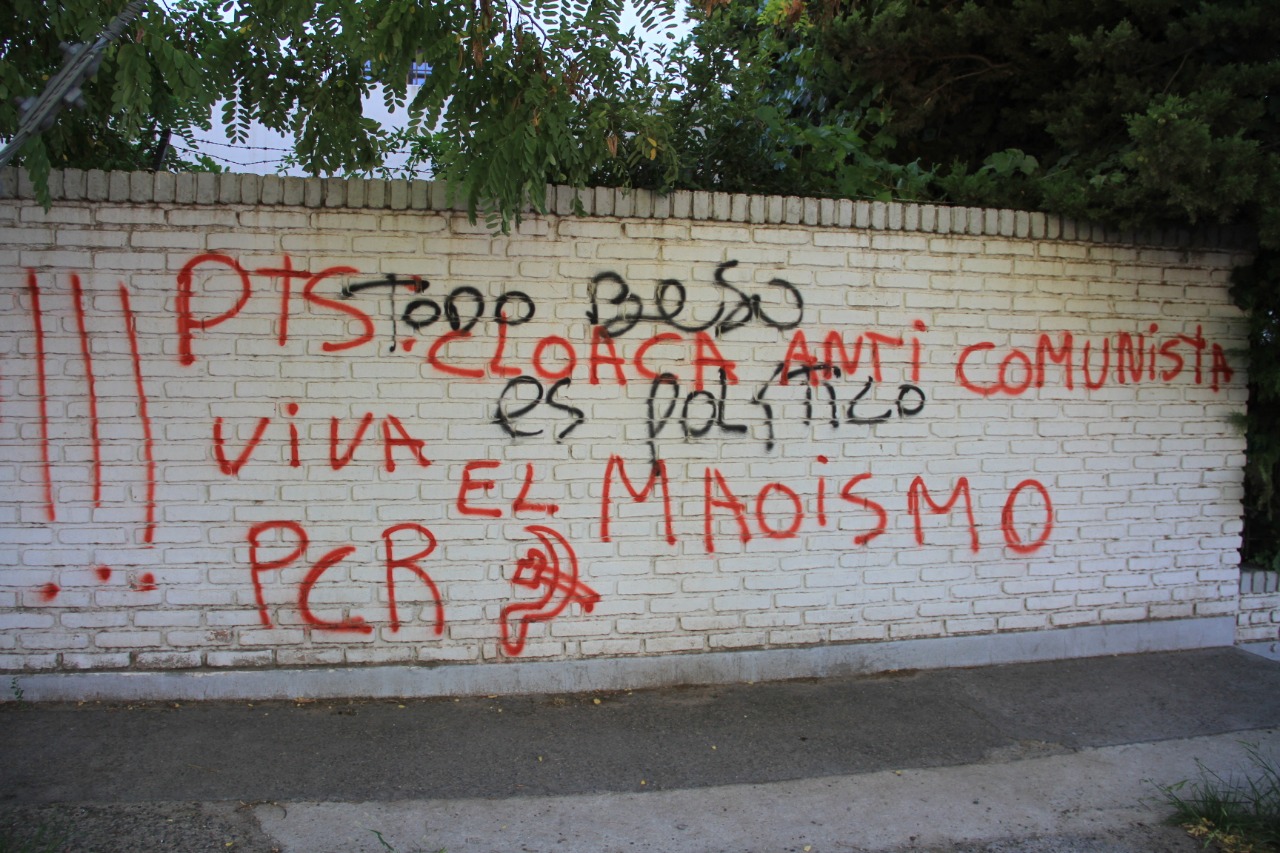 !!! PTS.
TODO BESO
CLOACA ANTi COMUNiStA
es POLíTiCo
ViVA
EL MAOiSMO
PCR